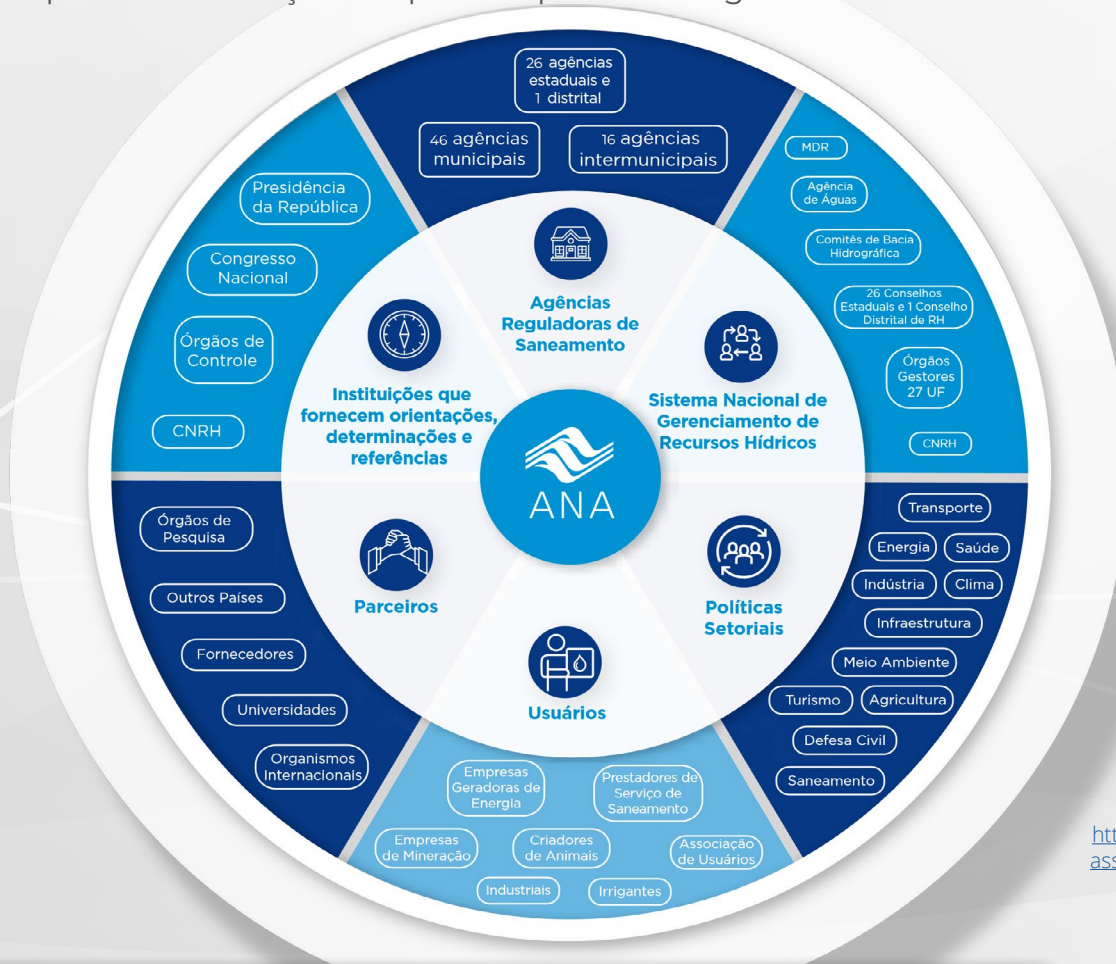 26 agências
estaduais e
1 distrital
46 agências
municipais
16 agências
intermunicipais
Agências
Reguladoras de
Saneamento
MDR
Agência
de Águas
Comitês de Bacia
Hidrográfica
26 Conselhos
Estaduais e 1 Conselho
Distrital de RH
Órgãos
Gestores
27 UF
CNRH
Sistema Nacional de
Gerenciamento de
Recursos Hídricos
Transporte
Energia
Saúde
Indústria
Clima
Infraestrutura
Meio Ambiente
Turismo
Agricultura
Defesa Civil
Saneamento
Políticas
Setoriais
Usuários
Empresas
Geradoras de
Energia
Prestadores de
Serviço de
Saneamento
Empresas
de Mineração
Criadores
de Animais
Associação
de Usuários
Industriais
Irrigantes
Parceiros
Órgãos de
Pesquisa
Outros Países
Fornecedores
Universidades
Organismos
Internacionais
Instituições que
fornecem orientações,
determinações e
referências
Presidência
da República
Congresso
Nacional
Órgãos de
Controle
CNRH
ANA
htt
ass